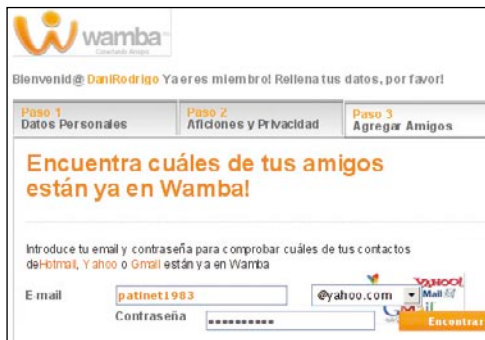 wamba
Conectando Amigos
Bienvenid@ DaniRodrigo Ya eres miembro! Rellena tus datos, por favor!
Paso 1
Datos Personales
Paso 2
Aficiones y Privacidad
Paso 3
Agregar Amigos
Encuentra cuáles de tus amigos
están ya en Wamba!
Introduce tu email y contraseña para comprobar cuáles de tus contactos
deHotmail, Yahoo o Gmail están ya en Wamba
YAHOO!
Mail
E-mail
patinet1983
@yahoo.com
Contraseña
••••••••••
Encontrar